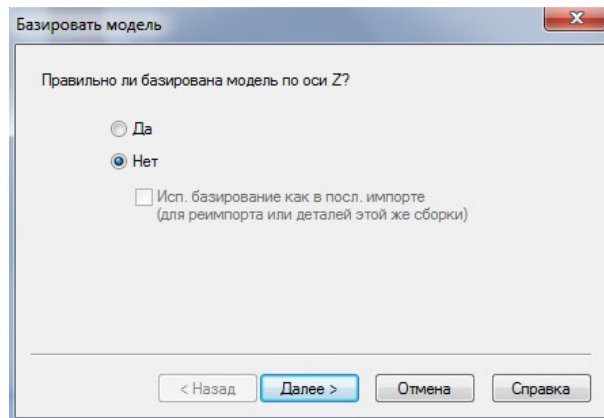 Базировать модель
Правильно ли базирована модель по оси Z?
Да
Нет
Исп. базирование как в посл. импорте
(для реимпорта или деталей этой же сборки)
< Назад Далее > Отмена Справка